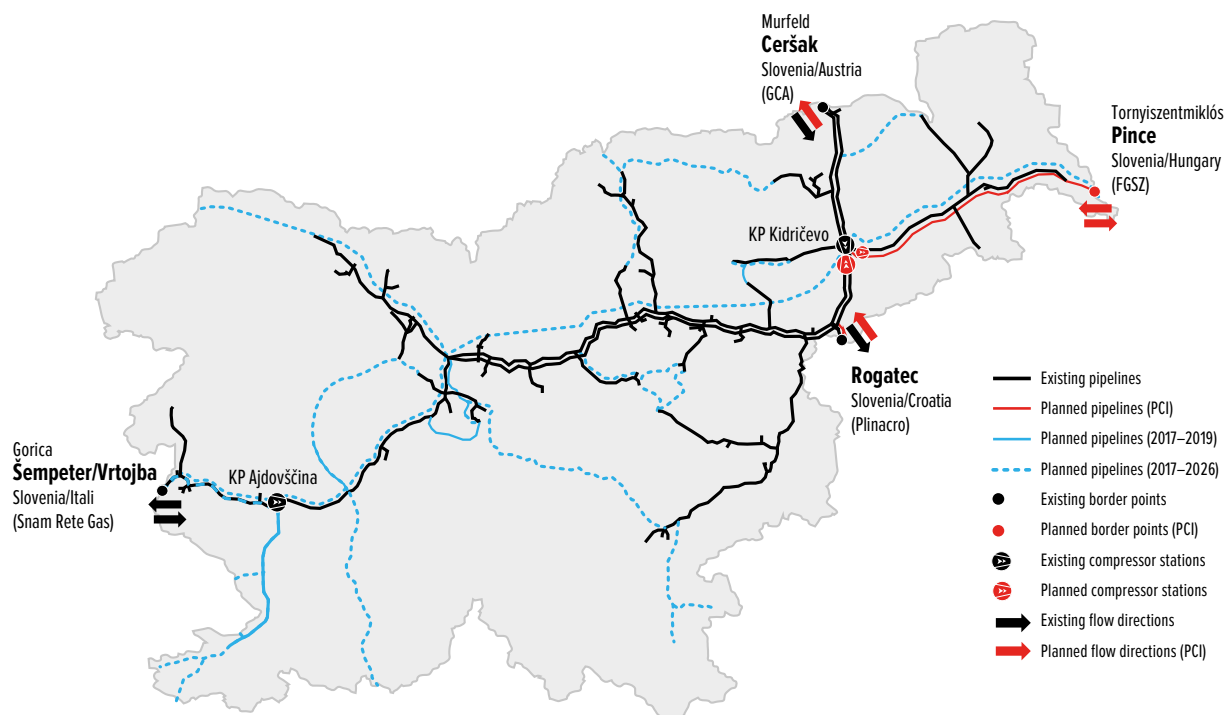 Murfeld
Ceršak
Slovenia/Austria
(GCA)
Tornyiszentmiklós
Pince
Slovenia/Hungary
(FGSZ)
KP Kidričevo
Rogatec
Slovenia/Croatia
(Plinacro)
Gorica
Šempeter/Vrtojba
Slovenia/Itali
(Snam Rete Gas)
KP Ajdovščina
Existing pipelines
Planned pipelines (PCI)
Planned pipelines (2017–2019)
Planned pipelines (2017–2026)
Existing border points
Planned border points (PCI)
Existing compressor stations
Planned compressor stations
Existing flow directions
Planned flow directions (PCI)